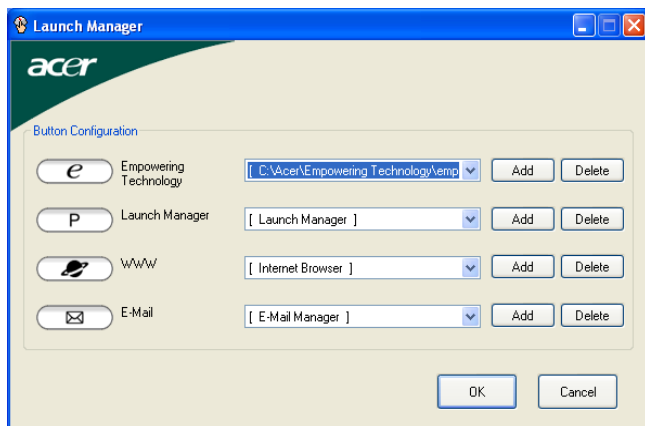 Launch Manager
acer
Button Configuration
e Empowering Technology [ C:\Acer\Empowering Technology\emp Add Delete
P Launch Manager [ Launch Manager ] Add Delete
WWW [ Internet Browser ] Add Delete
E-Mail [ E-Mail Manager ] Add Delete
OK Cancel